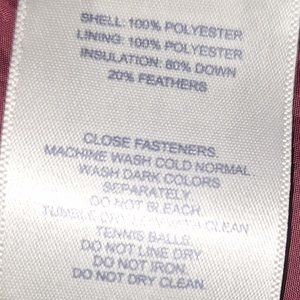 SHELL: 100% POLYESTER
LINING: 100% POLYESTER
INSULATION: 80% DOWN
20% FEATHERS
CLOSE FASTENERS.
MACHINE WASH COLD NORMAL.
WASH DARK COLORS
SEPARATELY.
DO NOT BLEACH.
TUMBLE DRY CLEAN
TENNIS BALLS.
DO NOT LINE DRY.
DO NOT IRON.
DO NOT DRY CLEAN.